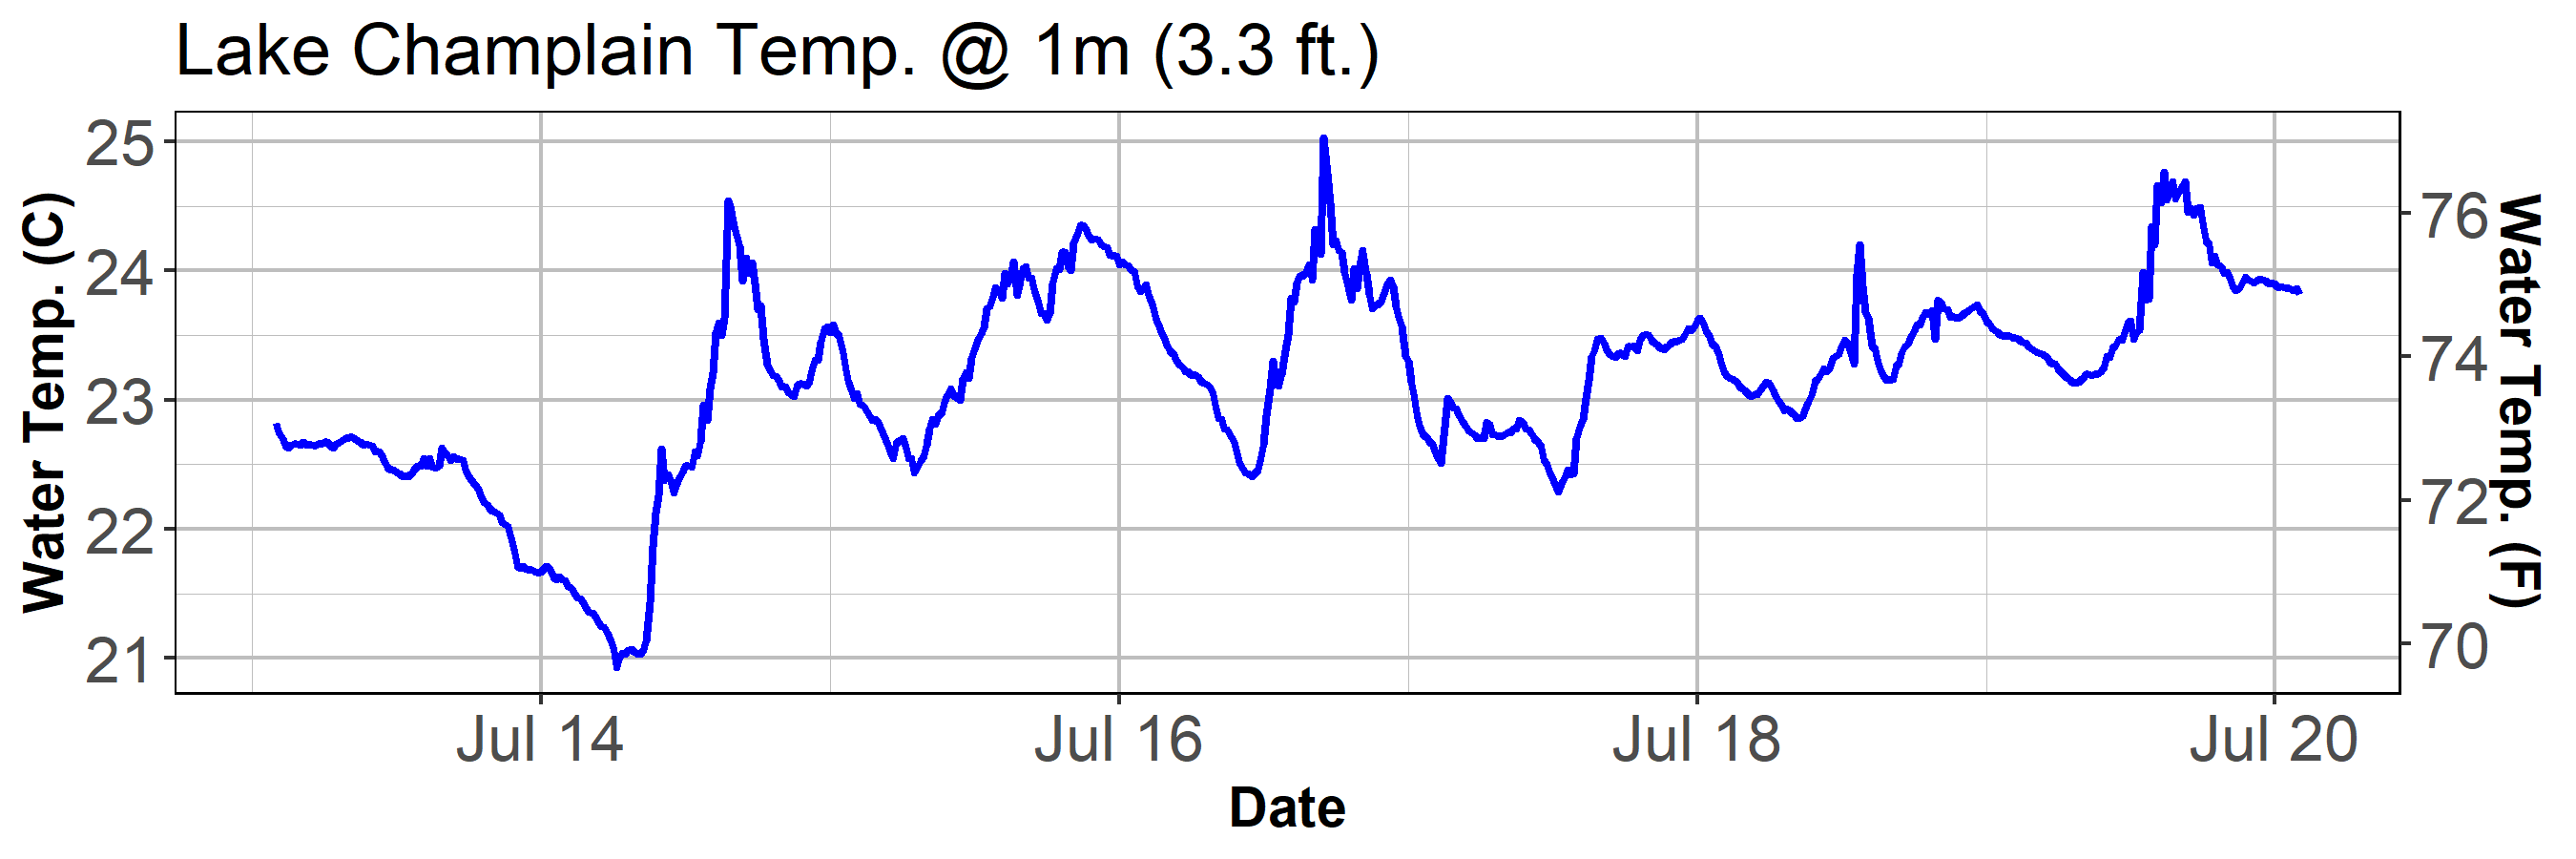 Lake Champlain Temp. @ 1m (3.3 ft.)
Water Temp. (C)
25
24
23
22
21
76
74
72
70
Water Temp. (F)
Jul 14
Jul 16
Jul 18
Jul 20
Date